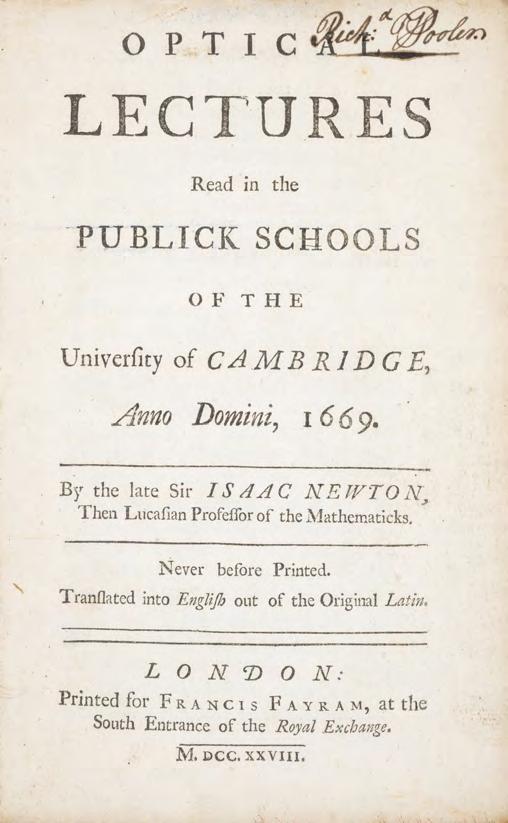 Rich:d Poolers
OPTICAL
LECTURES
Read in the
PUBLICK SCHOOLS
OF THE
Univerſity of CAMBRIDGE,
Anno Domini, 1669.
By the late Sir ISAAC NEWTON,
Then Lucaſian Profeſſor of the Mathematicks.
Never before Printed.
Tranſlated into Engliſh out of the Original Latin.
LONDON:
Printed for FRANCIS FAYRAM, at the
South Entrance of the Royal Exchange.
M. DCC. XXVIII.